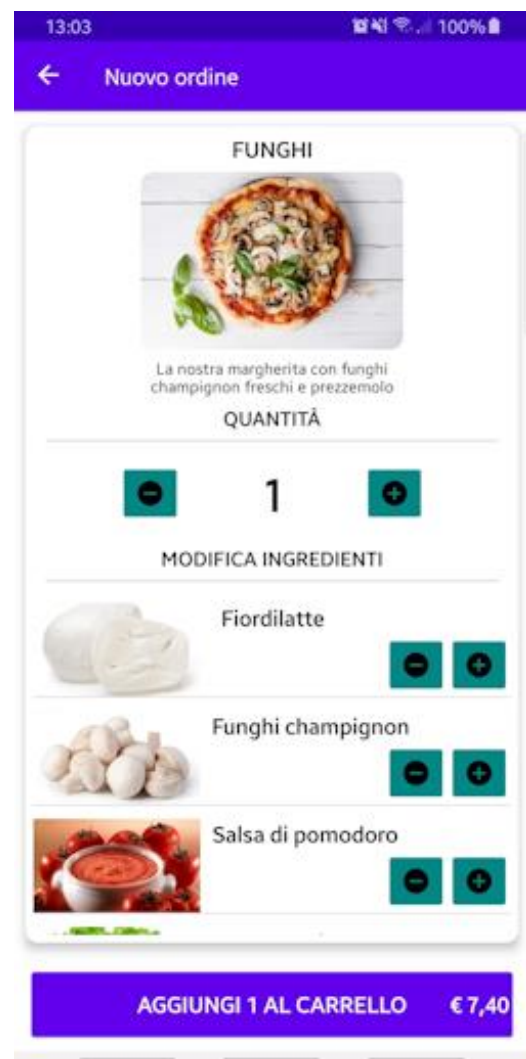 13:03 100%
Nuovo ordine
FUNGHI
La nostra margherita con funghi
champignon freschi e prezzemolo
QUANTITÀ
1
MODIFICA INGREDIENTI
Fiordilatte
Funghi champignon
Salsa di pomodoro
AGGIUNGI 1 AL CARRELLO €7,40